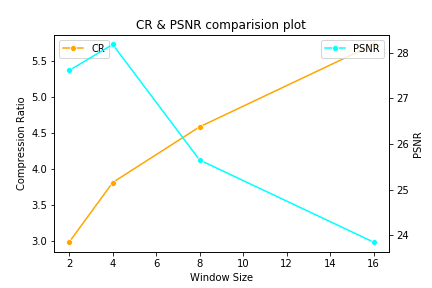 CR & PSNR comparision plot
CR
PSNR
5.5
5.0
4.5
4.0
3.5
3.0
Compression Ratio
28
27
26
25
24
PSNR
2 4 6 8 10 12 14 16
Window Size